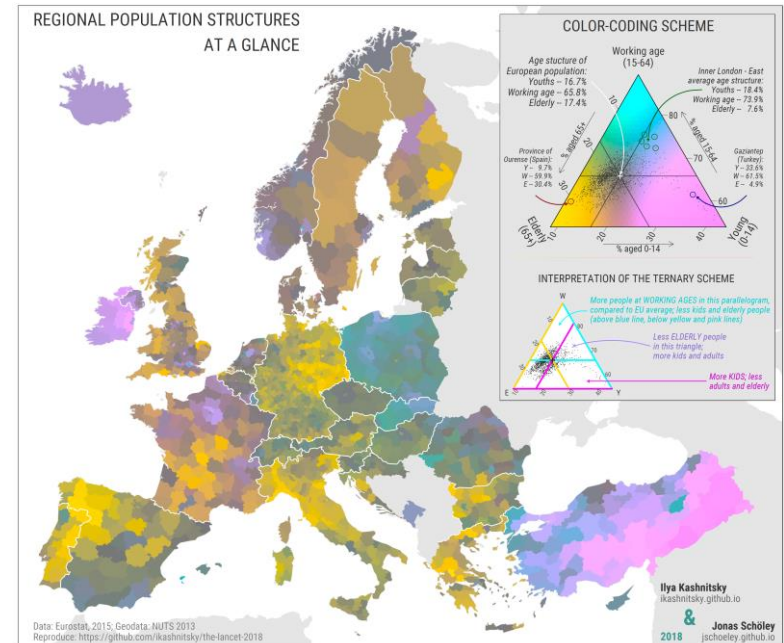 REGIONAL POPULATION STRUCTURES
AT A GLANCE
COLOR-CODING SCHEME
Working age
(15-64)
Age stucture of
European population:
Youths -- 16.7%
Working age -- 65.8%
Elderly -- 17.4%
Inner London - East
average age structure:
Youths -- 18.4%
Working age -- 73.9%
Elderly -- 7.6%
Province of
Ourense (Spain):
Y -- 9.7%
W -- 59.9%
E -- 30.4%
Gaziantep
(Turkey):
Y -- 33.6%
W -- 61.5%
E -- 4.9%
% aged 65+
% aged 15-64
% aged 0-14
10
20
30
80
70
60
10
20
30
40
Elderly
(65+)
Young
(0-14)
INTERPRETATION OF THE TERNARY SCHEME
W
E
Y
More people at WORKING AGES in this parallelogram,
compared to EU average; less kids and elderly people
(above blue line, below yellow and pink lines)
Less ELDERLY people
in this triangle;
more kids and adults
More KIDS; less
adults and elderly
Data: Eurostat, 2015; Geodata: NUTS 2013
Reproduce: https://github.com/ikashnitsky/the-lancet-2018
Ilya Kashnitsky
ikashnitsky.github.io
&
2018
Jonas Schöley
jschoeley.github.io